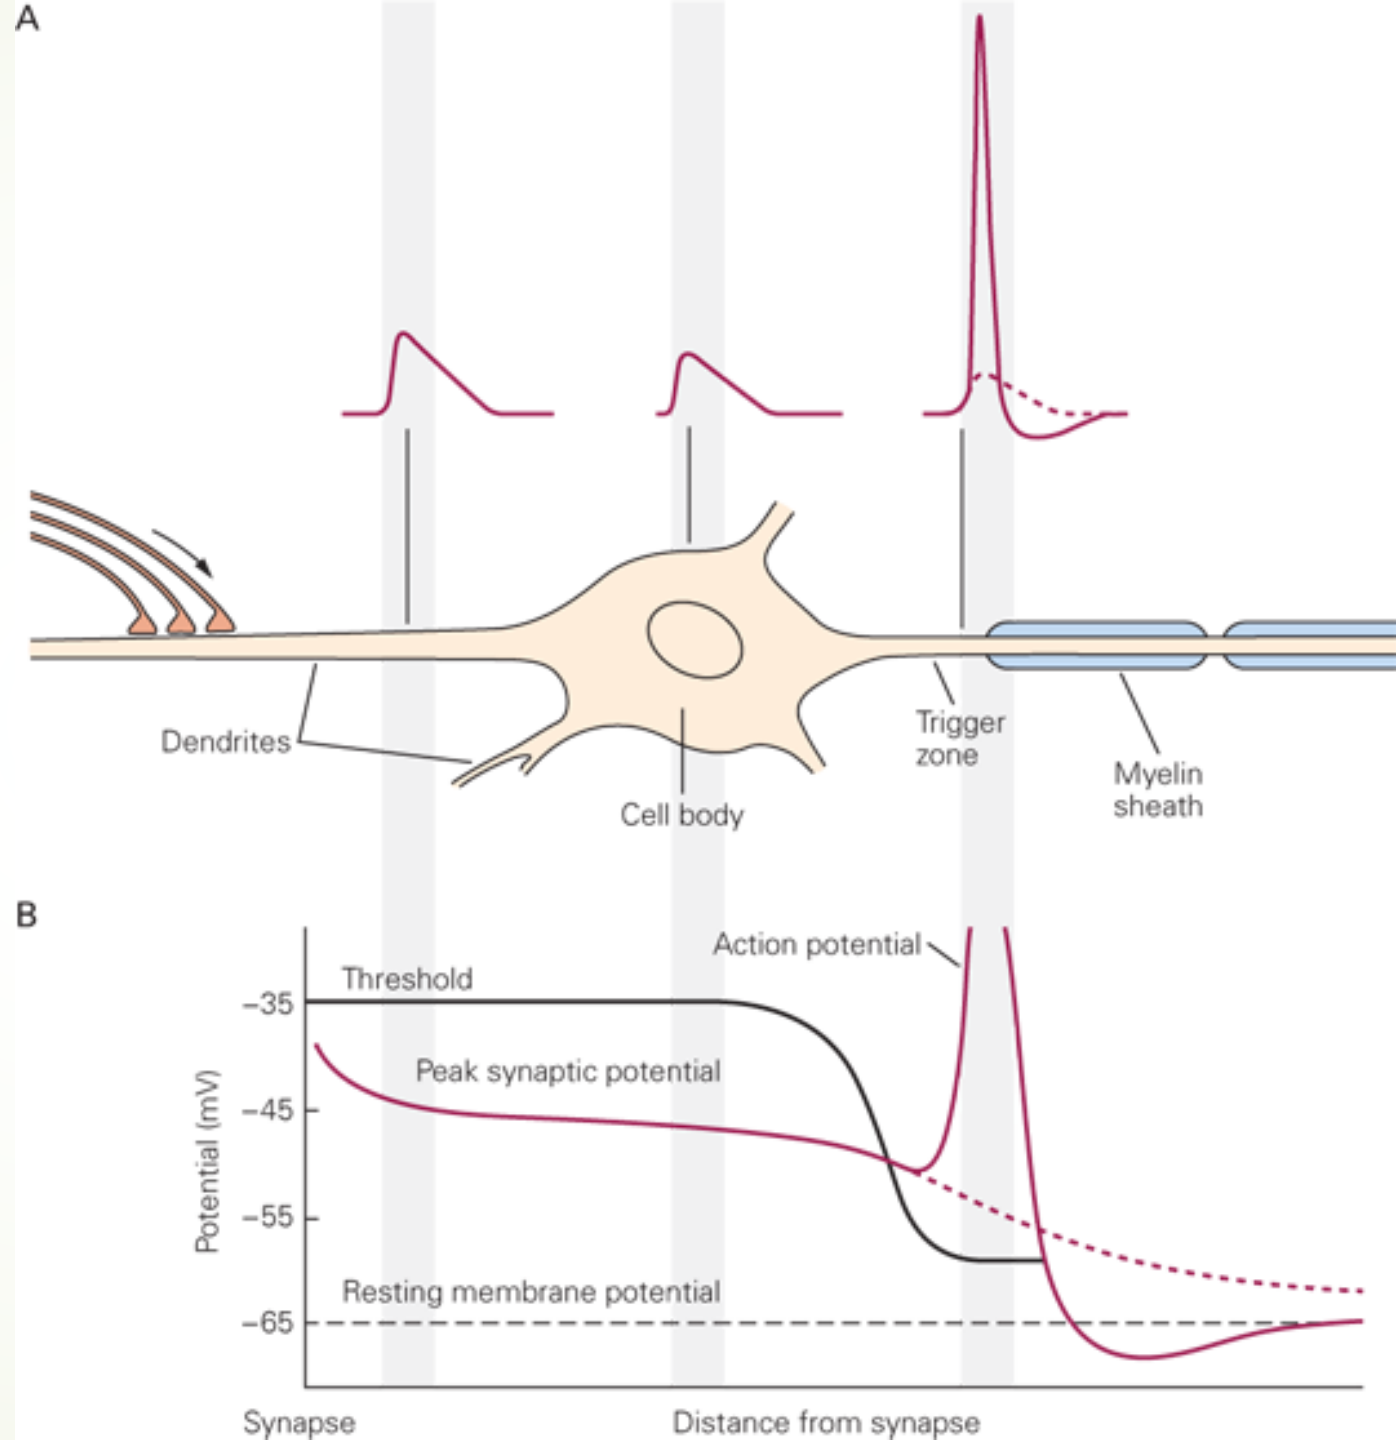 A
Dendrites
Cell body
Trigger
zone
Myelin
sheath
B
Action potential
Threshold
−35
Peak synaptic potential
−45
Potential (mV)
−55
Resting membrane potential
−65
Synapse
Distance from synapse